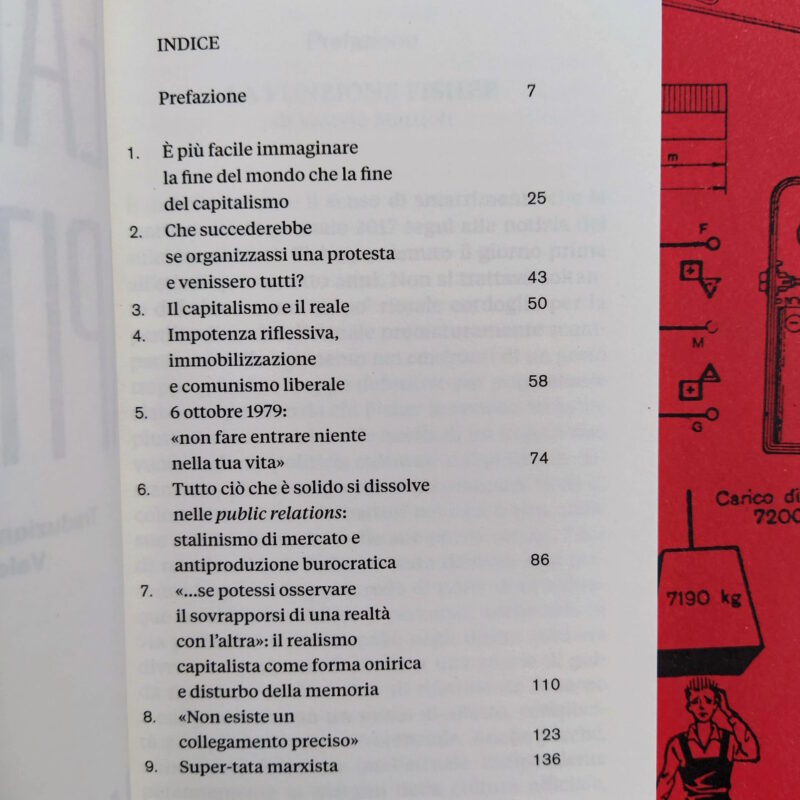 INDICE
Prefazione 7
1. È più facile immaginare
la fine del mondo che la fine
del capitalismo 25
2. Che succederebbe
se organizzassi una protesta
e venissero tutti? 43
3. Il capitalismo e il reale 50
4. Impotenza riflessiva,
immobilizzazione
e comunismo liberale 58
5. 6 ottobre 1979:
«non fare entrare niente
nella tua vita» 74
6. Tutto ciò che è solido si dissolve
nelle public relations:
stalinismo di mercato e
antiproduzione burocratica 86
7. «...se potessi osservare
il sovrapporsi di una realtà
con l'altra»: il realismo
capitalista come forma onirica
e disturbo della memoria 110
8. «Non esiste un
collegamento preciso» 123
9. Super-tata marxista 136
m
F
M
G
Carico di
7200
7190 kg